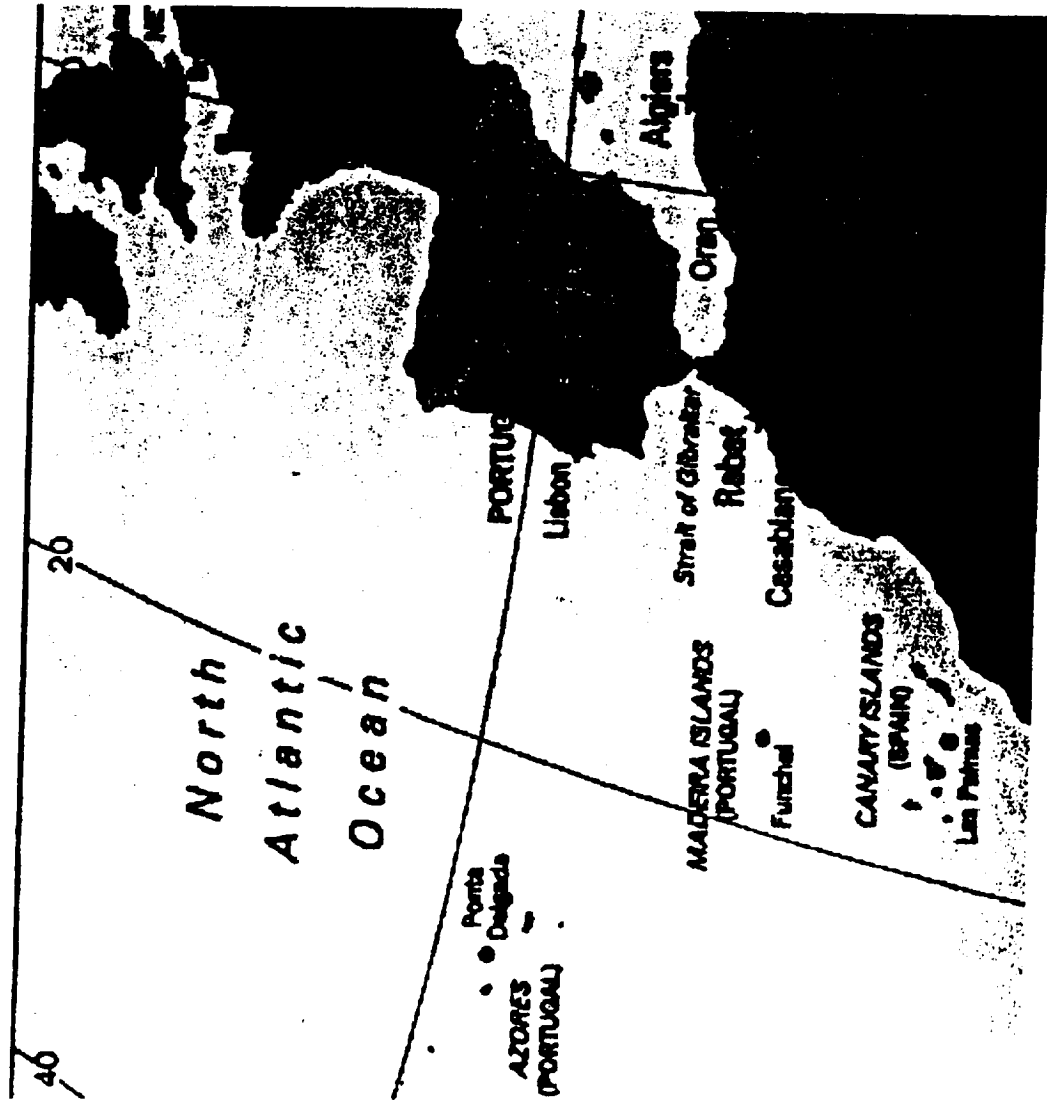 40
20
North
Atlantic
Ocean
PORTUG
Lisbon
Ponta
Delgada
AZORES
(PORTUGAL)
MADEIRA ISLANDS
(PORTUGAL)
Funchal
Strait of Gibraltar
Rabat
Casablan
CANARY ISLANDS
(SPAIN)
Las Palmas
Oran
Algiers